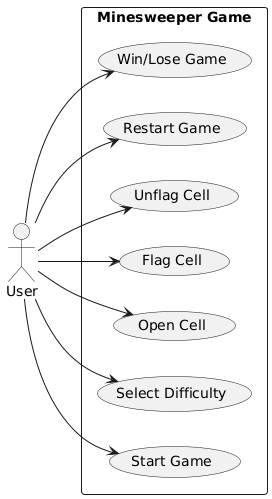 Minesweeper Game
Win/Lose Game
Restart Game
Unflag Cell
Flag Cell
User
Open Cell
Select Difficulty
Start Game